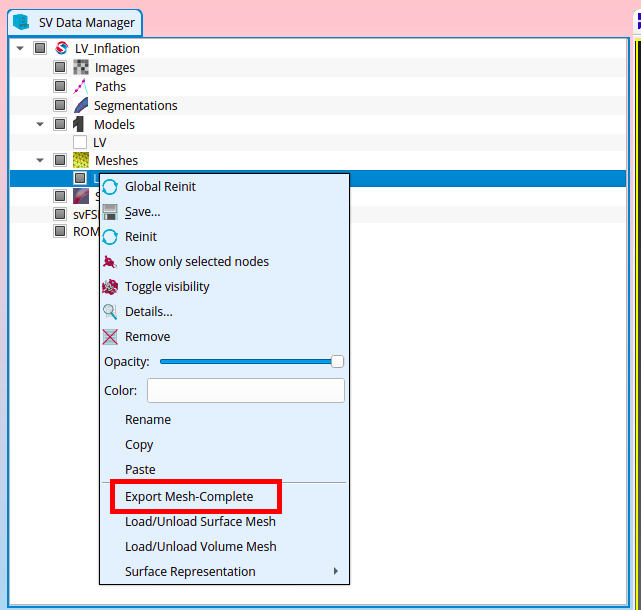 SV Data Manager
LV_Inflation
Images
Paths
Segmentations
Models
LV
Meshes
svFS
ROM
Global Reinit
Save...
Reinit
Show only selected nodes
Toggle visibility
Details...
Remove
Opacity:
Color:
Rename
Copy
Paste
Export Mesh-Complete
Load/Unload Surface Mesh
Load/Unload Volume Mesh
Surface Representation